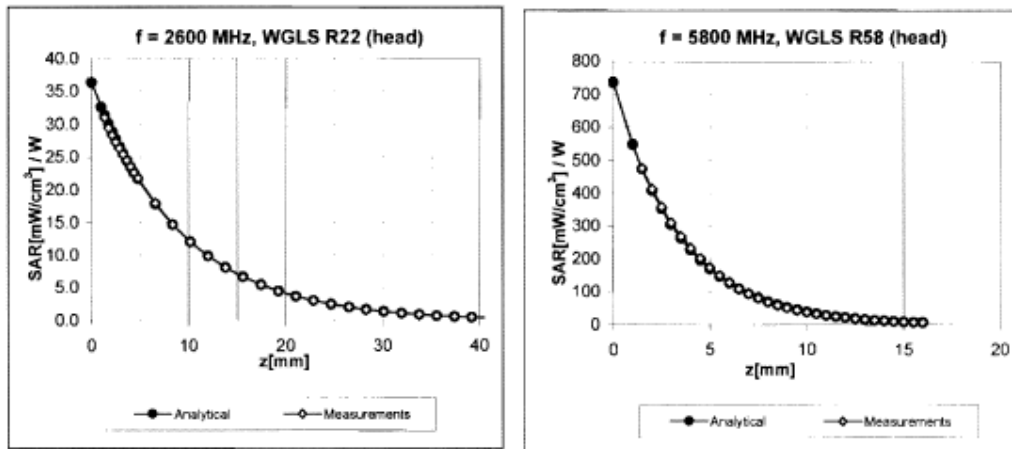 f = 2600 MHz, WGLS R22 (head)
SAR[mW/cm³] / W
40.0
35.0
30.0
25.0
20.0
15.0
10.0
5.0
0.0
0 10 20 30 40
z[mm]
Analytical Measurements
f = 5800 MHz, WGLS R58 (head)
SAR[mW/cm³] / W
800
700
600
500
400
300
200
100
0
0 5 10 15 20
z[mm]
Analytical Measurements